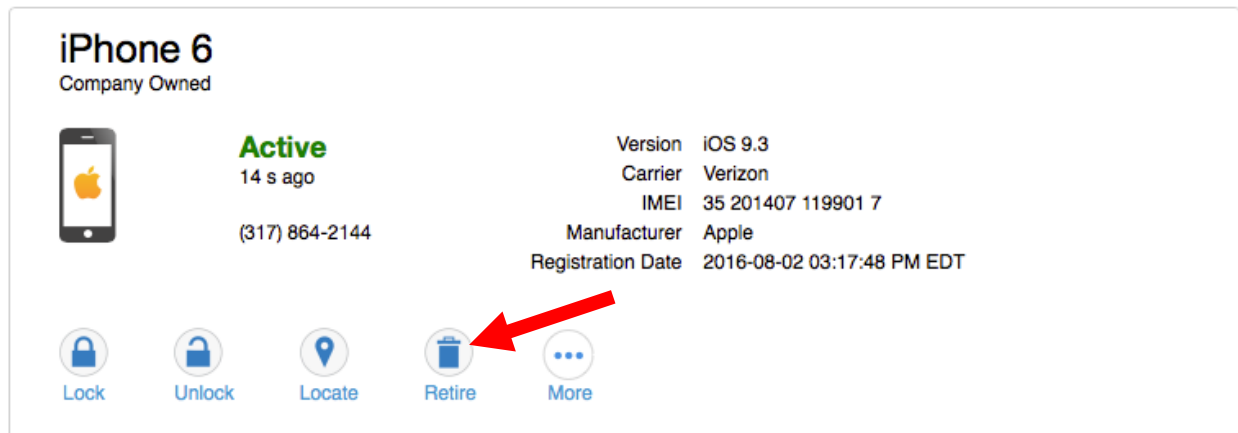 iPhone 6
Company Owned
Active
14 s ago
(317) 864-2144
Version iOS 9.3
Carrier Verizon
IMEI 35 201407 119901 7
Manufacturer Apple
Registration Date 2016-08-02 03:17:48 PM EDT
Lock Unlock Locate Retire More